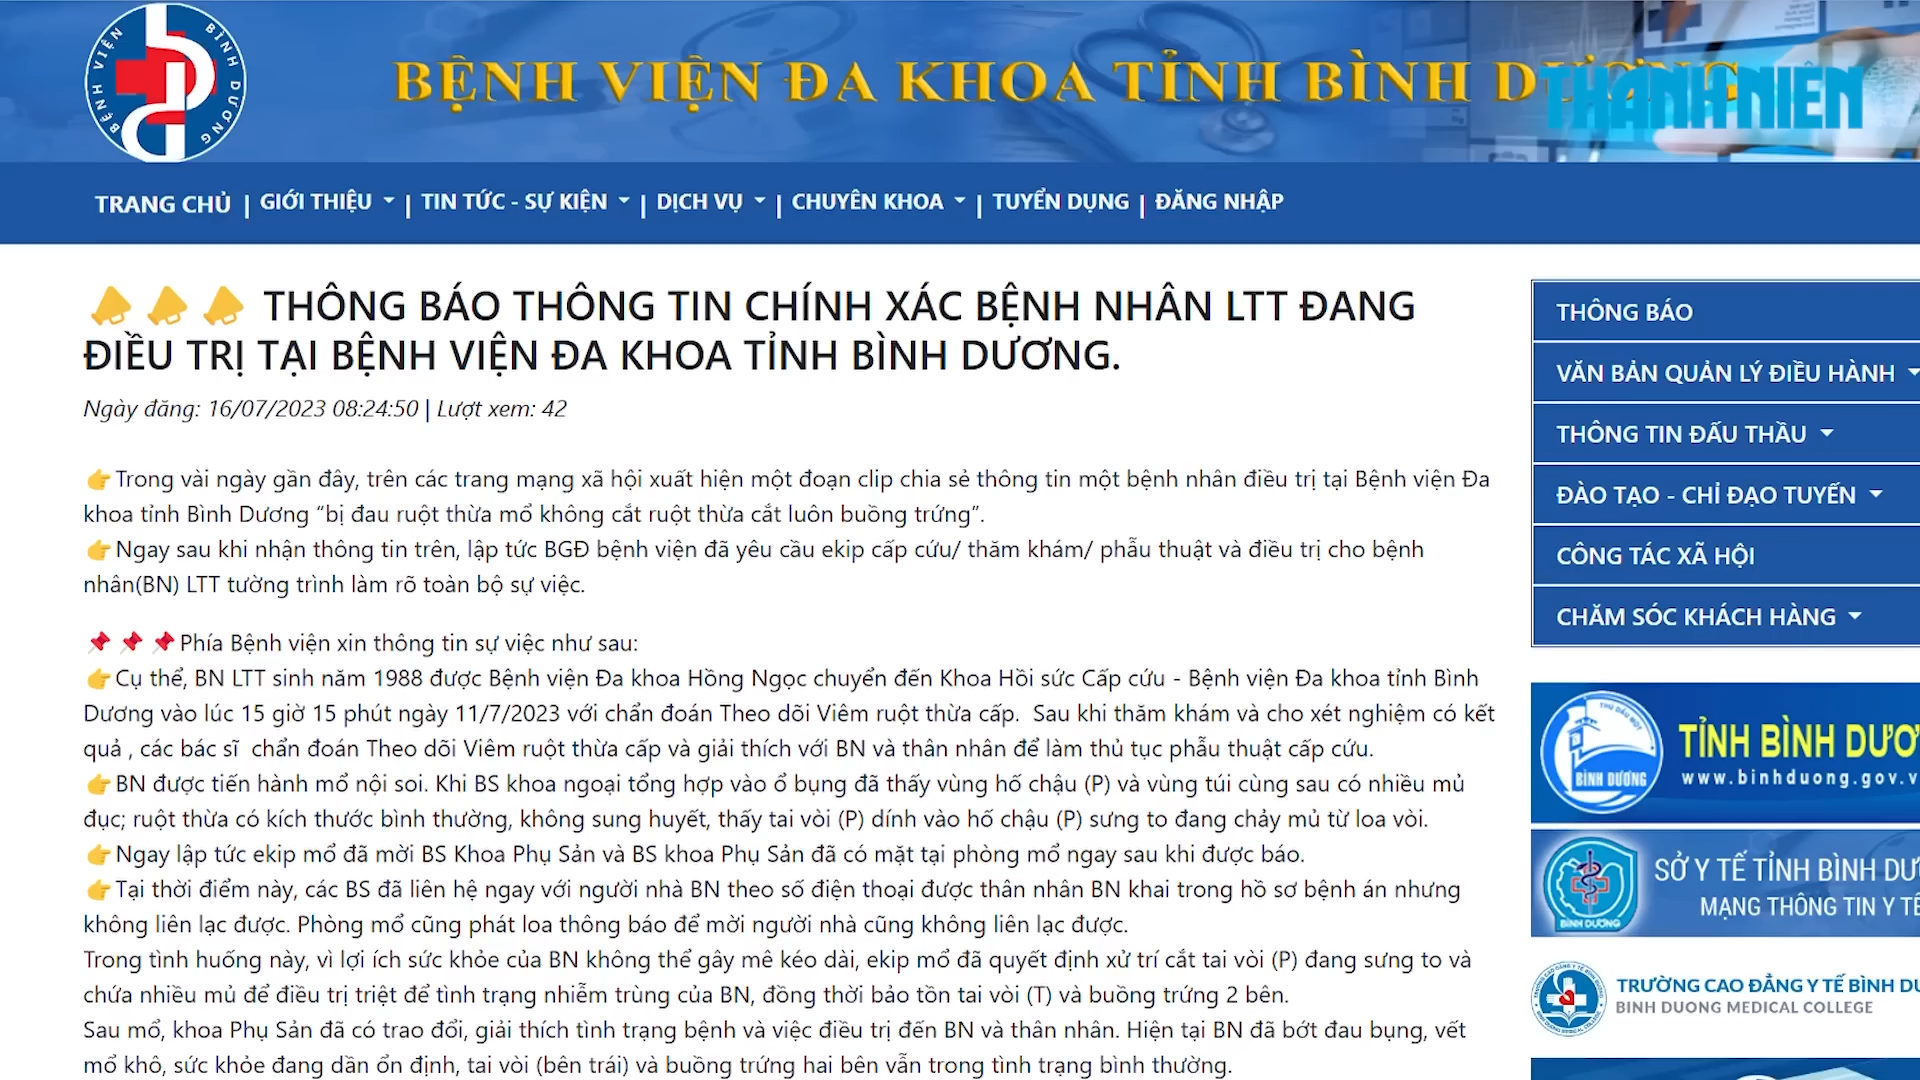 BỆNH VIỆN BÌNH DƯƠNG
BỆNH VIỆN ĐA KHOA TỈNH BÌNH DƯƠNG
THANH NIÊN
TRANG CHỦ | GIỚI THIỆU | TIN TỨC - SỰ KIỆN | DỊCH VỤ | CHUYÊN KHOA | TUYỂN DỤNG | ĐĂNG NHẬP
THÔNG BÁO THÔNG TIN CHÍNH XÁC BỆNH NHÂN LTT ĐANG
ĐIỀU TRỊ TẠI BỆNH VIỆN ĐA KHOA TỈNH BÌNH DƯƠNG.
Ngày đăng: 16/07/2023 08:24:50 | Lượt xem: 42
Trong vài ngày gần đây, trên các trang mạng xã hội xuất hiện một đoạn clip chia sẻ thông tin một bệnh nhân điều trị tại Bệnh viện Đa
khoa tỉnh Bình Dương “bị đau ruột thừa mổ không cắt ruột thừa cắt luôn buồng trứng”.
Ngay sau khi nhận thông tin trên, lập tức BGĐ bệnh viện đã yêu cầu ekip cấp cứu/ thăm khám/ phẫu thuật và điều trị cho bệnh
nhân(BN) LTT tường trình làm rõ toàn bộ sự việc.
Phía Bệnh viện xin thông tin sự việc như sau:
Cụ thể, BN LTT sinh năm 1988 được Bệnh viện Đa khoa Hồng Ngọc chuyển đến Khoa Hồi sức Cấp cứu - Bệnh viện Đa khoa tỉnh Bình
Dương vào lúc 15 giờ 15 phút ngày 11/7/2023 với chẩn đoán Theo dõi Viêm ruột thừa cấp. Sau khi thăm khám và cho xét nghiệm có kết
quả , các bác sĩ chẩn đoán Theo dõi Viêm ruột thừa cấp và giải thích với BN và thân nhân để làm thủ tục phẫu thuật cấp cứu.
BN được tiến hành mổ nội soi. Khi BS khoa ngoại tổng hợp vào ổ bụng đã thấy vùng hố chậu (P) và vùng túi cùng sau có nhiều mủ
đục; ruột thừa có kích thước bình thường, không sung huyết, thấy tai vòi (P) dính vào hố chậu (P) sưng to đang chảy mủ từ loa vòi.
Ngay lập tức ekip mổ đã mời BS Khoa Phụ Sản và BS khoa Phụ Sản đã có mặt tại phòng mổ ngay sau khi được báo.
Tại thời điểm này, các BS đã liên hệ ngay với người nhà BN theo số điện thoại được thân nhân BN khai trong hồ sơ bệnh án nhưng
không liên lạc được. Phòng mổ cũng phát loa thông báo để mời người nhà cũng không liên lạc được.
Trong tình huống này, vì lợi ích sức khỏe của BN không thể gây mê kéo dài, ekip mổ đã quyết định xử trí cắt tai vòi (P) đang sưng to và
chứa nhiều mủ để điều trị triệt để tình trạng nhiễm trùng của BN, đồng thời bảo tồn tai vòi (T) và buồng trứng 2 bên.
Sau mổ, khoa Phụ Sản đã có trao đổi, giải thích tình trạng bệnh và việc điều trị đến BN và thân nhân. Hiện tại BN đã bớt đau bụng, vết
mổ khô, sức khỏe đang dần ổn định, tai vòi (bên trái) và buồng trứng hai bên vẫn trong tình trạng bình thường.
THÔNG BÁO
VĂN BẢN QUẢN LÝ ĐIỀU HÀNH
THÔNG TIN ĐẤU THẦU
ĐÀO TẠO - CHỈ ĐẠO TUYẾN
CÔNG TÁC XÃ HỘI
CHĂM SÓC KHÁCH HÀNG
THỦ DẦU MỘT
BÌNH DƯƠNG
TỈNH BÌNH DƯƠ
www.binhduong.gov.v
BÌNH DƯƠNG
SỞ Y TẾ TỈNH BÌNH DƯ
MẠNG THÔNG TIN Y TẾ
TRƯỜNG CAO ĐẲNG Y TẾ BÌNH DƯ
BINH DUONG MEDICAL COLLEGE